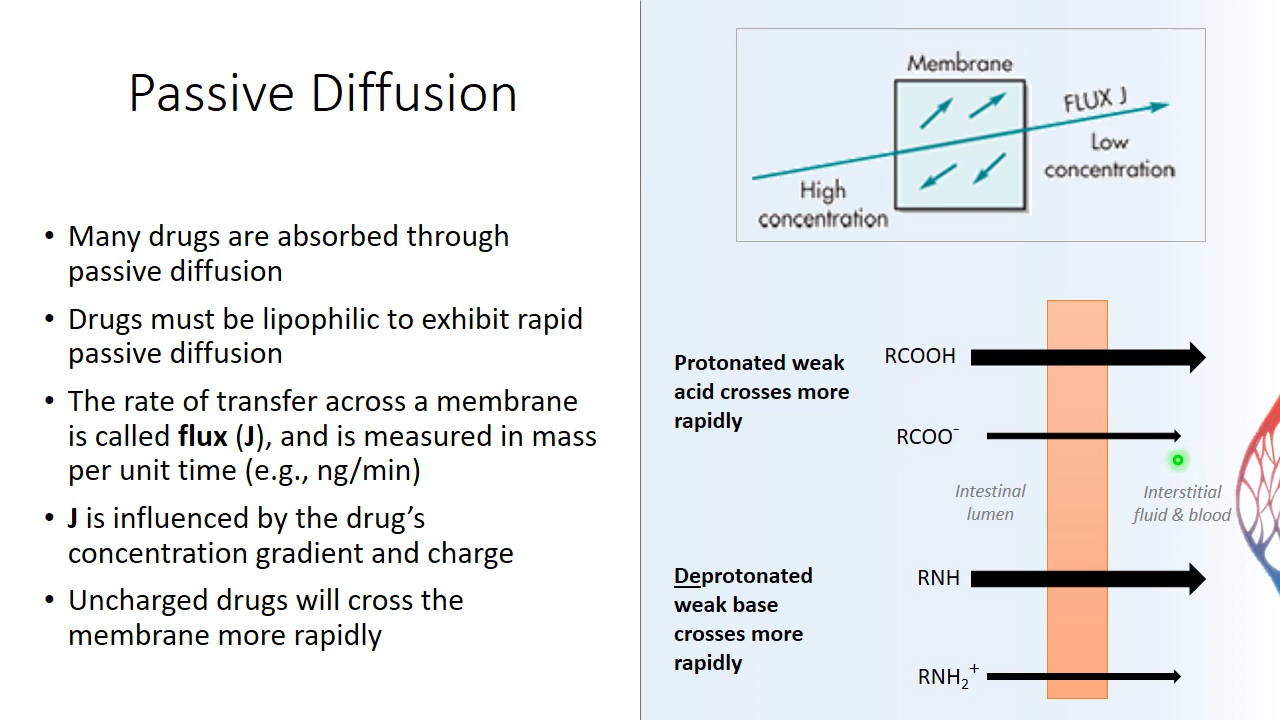 Passive Diffusion
• Many drugs are absorbed through
passive diffusion
• Drugs must be lipophilic to exhibit rapid
passive diffusion
• The rate of transfer across a membrane
is called flux (J), and is measured in mass
per unit time (e.g., ng/min)
• J is influenced by the drug’s
concentration gradient and charge
• Uncharged drugs will cross the
membrane more rapidly
Membrane
FLUX J
Low
concentration
High
concentration
Protonated weak
acid crosses more
rapidly
RCOOH
RCOO⁻
Intestinal
lumen
Interstitial
fluid & blood
Deprotonated
weak base
crosses more
rapidly
RNH
RNH₂⁺